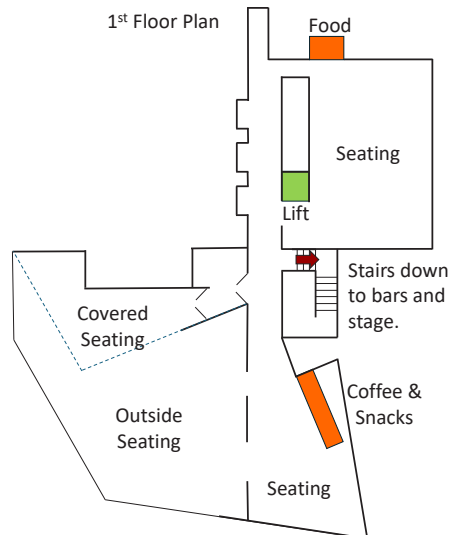 1st Floor Plan
Food
Seating
Lift
Stairs down
to bars and
stage.
Covered
Seating
Coffee &
Snacks
Outside
Seating
Seating